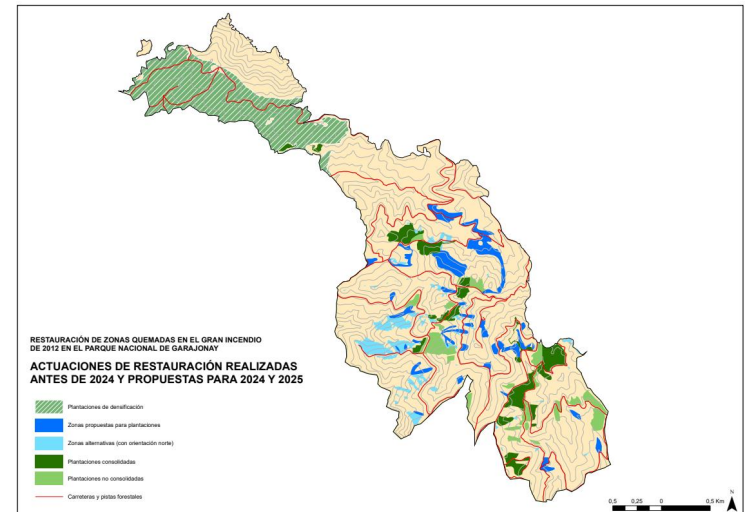 RESTAURACIÓN DE ZONAS QUEMADAS EN EL GRAN INCENDIO
DE 2012 EN EL PARQUE NACIONAL DE GARAJONAY
ACTUACIONES DE RESTAURACIÓN REALIZADAS
ANTES DE 2024 Y PROPUESTAS PARA 2024 Y 2025
Plantaciones de densificación
Zonas propuestas para plantaciones
Zonas alternativas (con orientación norte)
Plantaciones consolidadas
Plantaciones no consolidadas
Carreteras y pistas forestales
0,5 0,25 0 0,5 Km
N